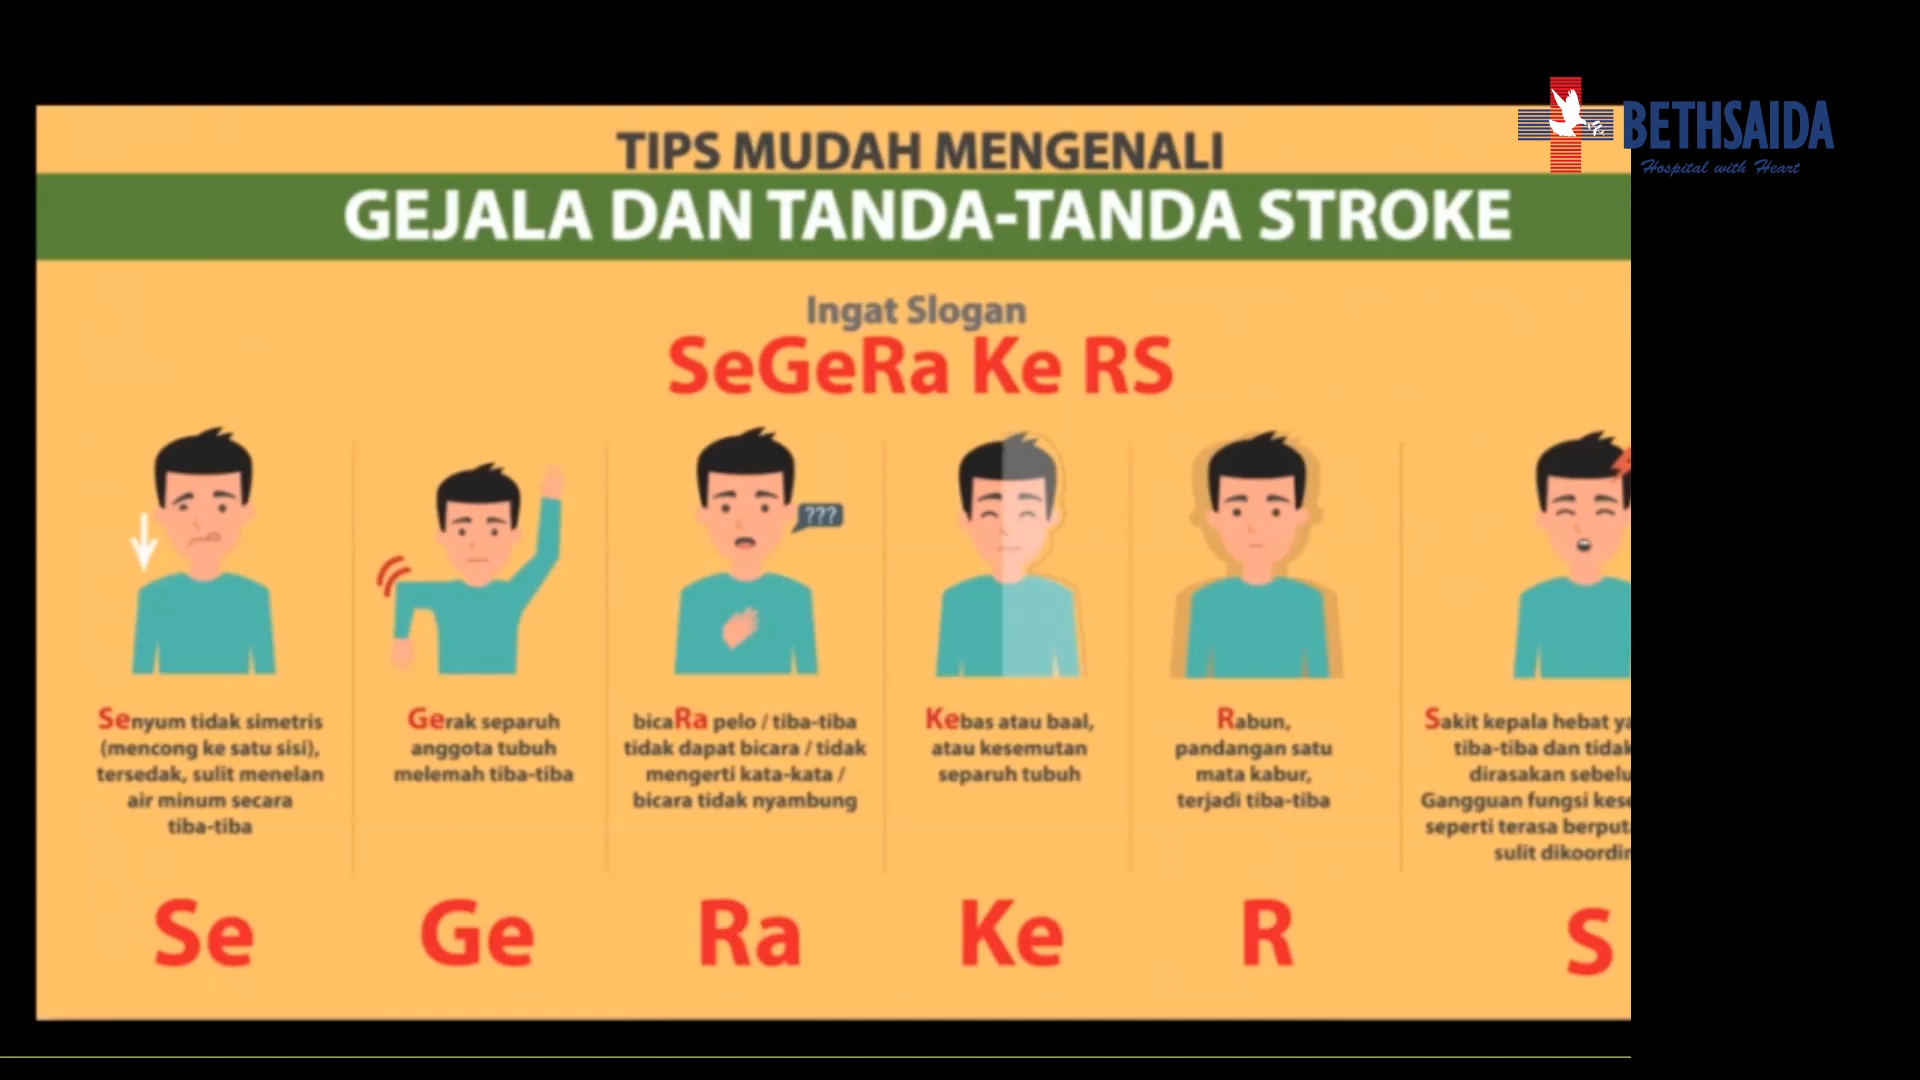 BETHSAIDA
Hospital with Heart
TIPS MUDAH MENGENALI
GEJALA DAN TANDA-TANDA STROKE
Ingat Slogan
SeGeRa Ke RS
???
Senyum tidak simetris
(mencong ke satu sisi),
tersedak, sulit menelan
air minum secara
tiba-tiba
Se
Gerak separuh
anggota tubuh
melemah tiba-tiba
Ge
bicaRa pelo / tiba-tiba
tidak dapat bicara / tidak
mengerti kata-kata /
bicara tidak nyambung
Ra
Kebas atau baal,
atau kesemutan
separuh tubuh
Ke
Rabun,
pandangan satu
mata kabur,
terjadi tiba-tiba
R
Sakit kepala hebat
tiba-tiba dan
dirasakan
Gangguan fungsi
seperti terasa
sulit
S